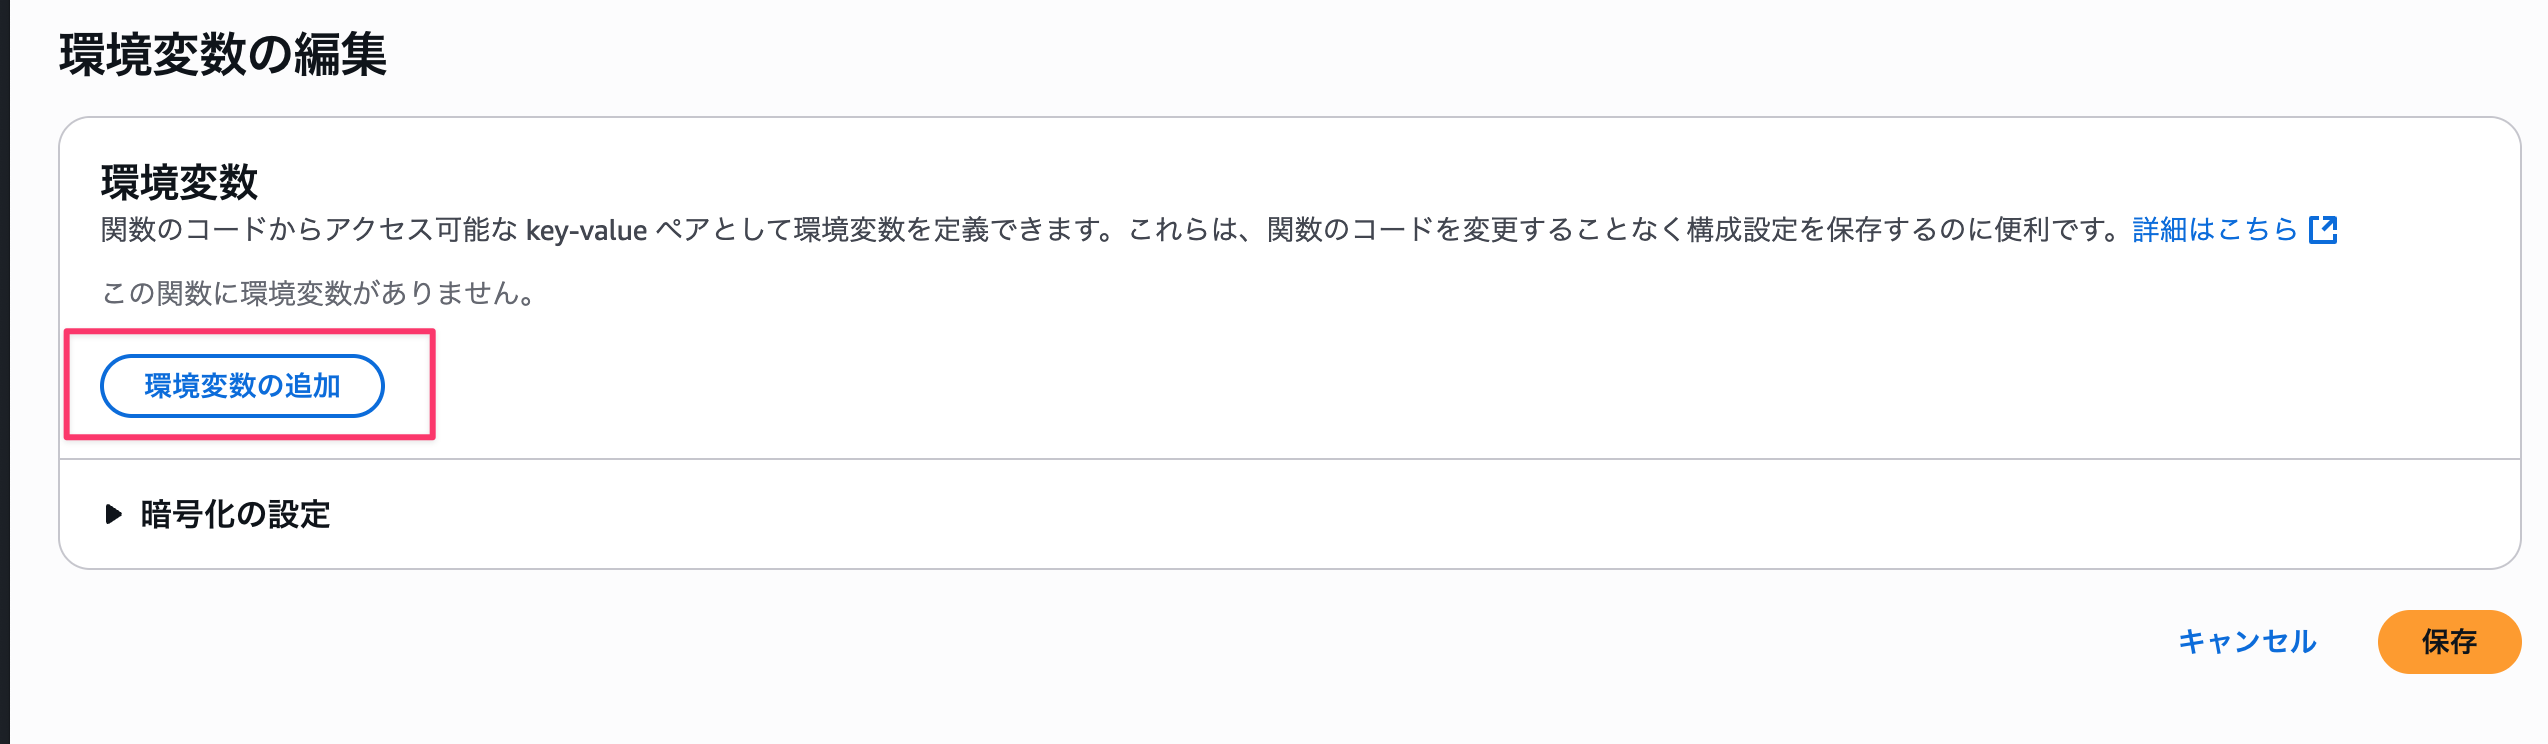 環境変数の編集
環境変数
関数のコードからアクセス可能な key-value ペアとして環境変数を定義できます。これらは、関数のコードを変更することなく構成設定を保存するのに便利です。詳細はこちら
この関数に環境変数がありません。
環境変数の追加
暗号化の設定
キャンセル
保存